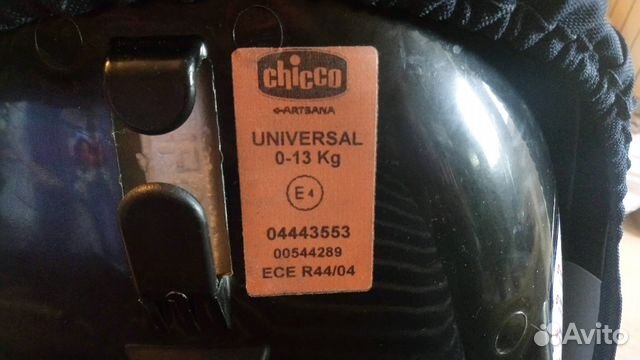 chicco
ARTSANA
UNIVERSAL
0-13 Kg
E4
04443553
00544289
ECE R44/04
Avito